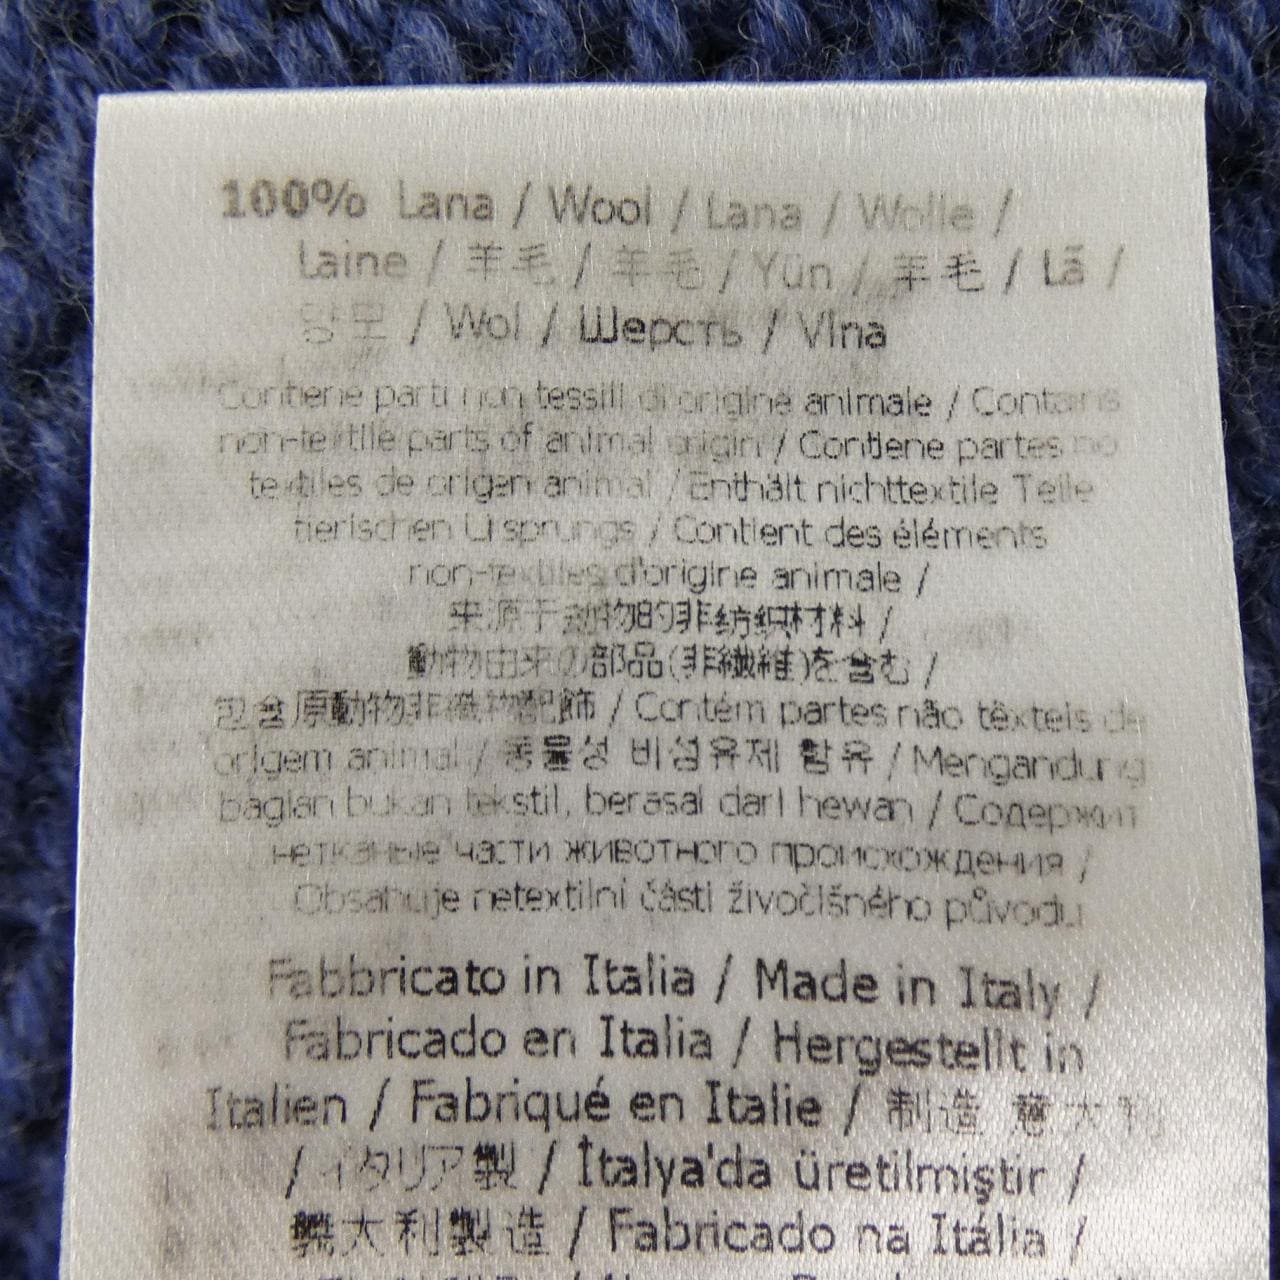 100% Lana / Wool / Lana / Wolle /
Laine / 羊毛 / 羊毛 / Yün / 羊毛 / Lã /
양모 / Wol / Шерсть / Vlna
Contiene parti non tessili di origine animale / Contains
non-textile parts of animal origin / Contiene partes no
textiles de origen animal / Enthält nichttextile Teile
tierischen Ursprungs / Contient des éléments
non-textiles d'origine animale /
来源于动物的非纺织材料 /
動物由来の部品(非繊維)を含む /
包含原動物非織物配飾 / Contém partes não têxteis de
origem animal / 동물성 비섬유제 함유 / Mengandung
bagian bukan tekstil, berasal dari hewan / Содержит
нетканые части животного происхождения /
Obsahuje netextilní části živočišného původu
Fabbricato in Italia / Made in Italy /
Fabricado en Italia / Hergestellt in
Italien / Fabriqué en Italie / 制造 意大利
/ イタリア製 / İtalya'da üretilmiştir /
義大利製造 / Fabricado na Itália /